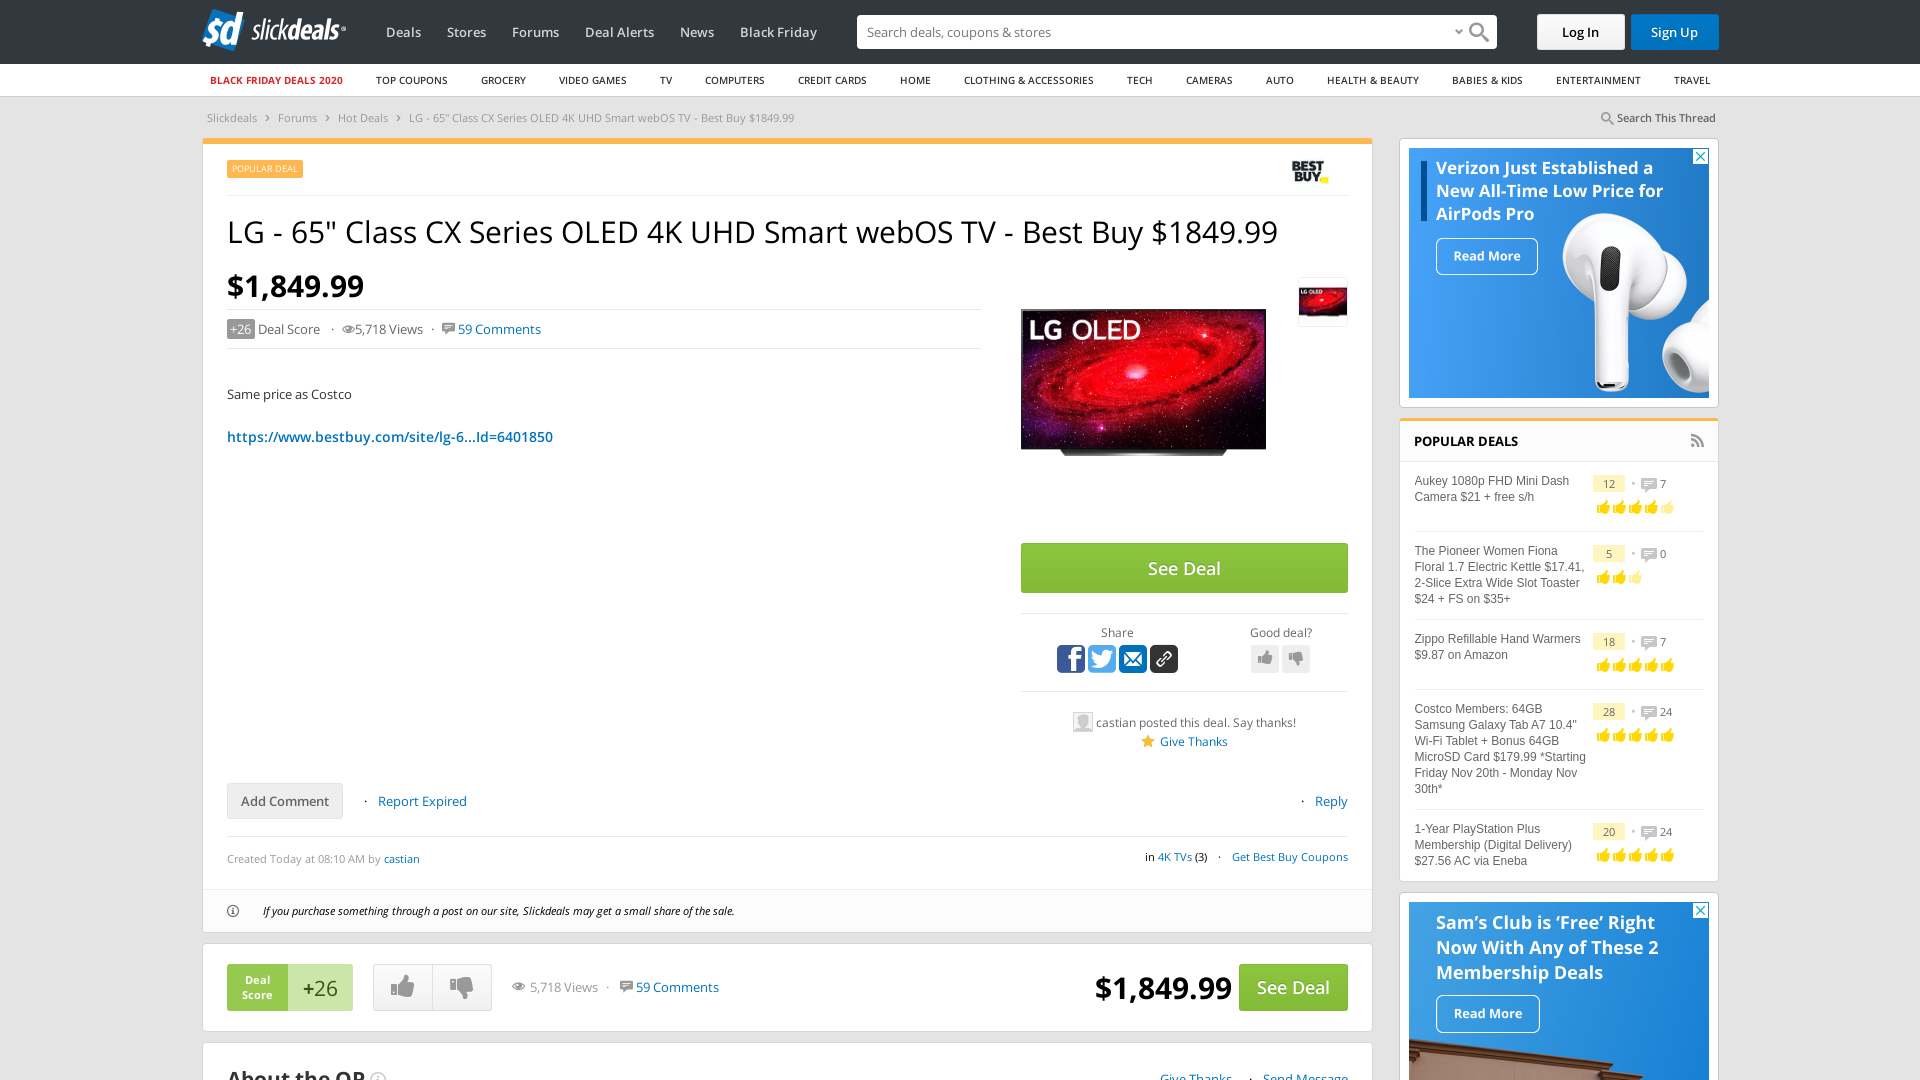 sd slickdeals
Deals Stores Forums Deal Alerts News Black Friday
Search deals, coupons & stores
Log In Sign Up
BLACK FRIDAY DEALS 2020 TOP COUPONS GROCERY VIDEO GAMES TV COMPUTERS CREDIT CARDS HOME CLOTHING & ACCESSORIES TECH CAMERAS AUTO HEALTH & BEAUTY BABIES & KIDS ENTERTAINMENT TRAVEL
Slickdeals › Forums › Hot Deals › LG - 65" Class CX Series OLED 4K UHD Smart webOS TV - Best Buy $1849.99
Search This Thread
POPULAR DEAL
BEST
BUY
LG - 65" Class CX Series OLED 4K UHD Smart webOS TV - Best Buy $1849.99
$1,849.99
+26 Deal Score · 5,718 Views · 59 Comments
Same price as Costco
https://www.bestbuy.com/site/lg-6...Id=6401850
LG OLED
LG OLED
See Deal
Share
Good deal?
castian posted this deal. Say thanks!
Give Thanks
Add Comment · Report Expired
· Reply
Created Today at 08:10 AM by castian
in 4K TVs (3) · Get Best Buy Coupons
If you purchase something through a post on our site, Slickdeals may get a small share of the sale.
Deal
Score
+26
5,718 Views · 59 Comments
$1,849.99
See Deal
About the OP
Give Thanks · Send Message
Verizon Just Established a
New All-Time Low Price for
AirPods Pro
Read More
POPULAR DEALS
Aukey 1080p FHD Mini Dash
Camera $21 + free s/h
12 · 7
The Pioneer Women Fiona
Floral 1.7 Electric Kettle $17.41,
2-Slice Extra Wide Slot Toaster
$24 + FS on $35+
5 · 0
Zippo Refillable Hand Warmers
$9.87 on Amazon
18 · 7
Costco Members: 64GB
Samsung Galaxy Tab A7 10.4"
Wi-Fi Tablet + Bonus 64GB
MicroSD Card $179.99 *Starting
Friday Nov 20th - Monday Nov
30th*
28 · 24
1-Year PlayStation Plus
Membership (Digital Delivery)
$27.56 AC via Eneba
20 · 24
Sam's Club is ‘Free’ Right
Now With Any of These 2
Membership Deals
Read More